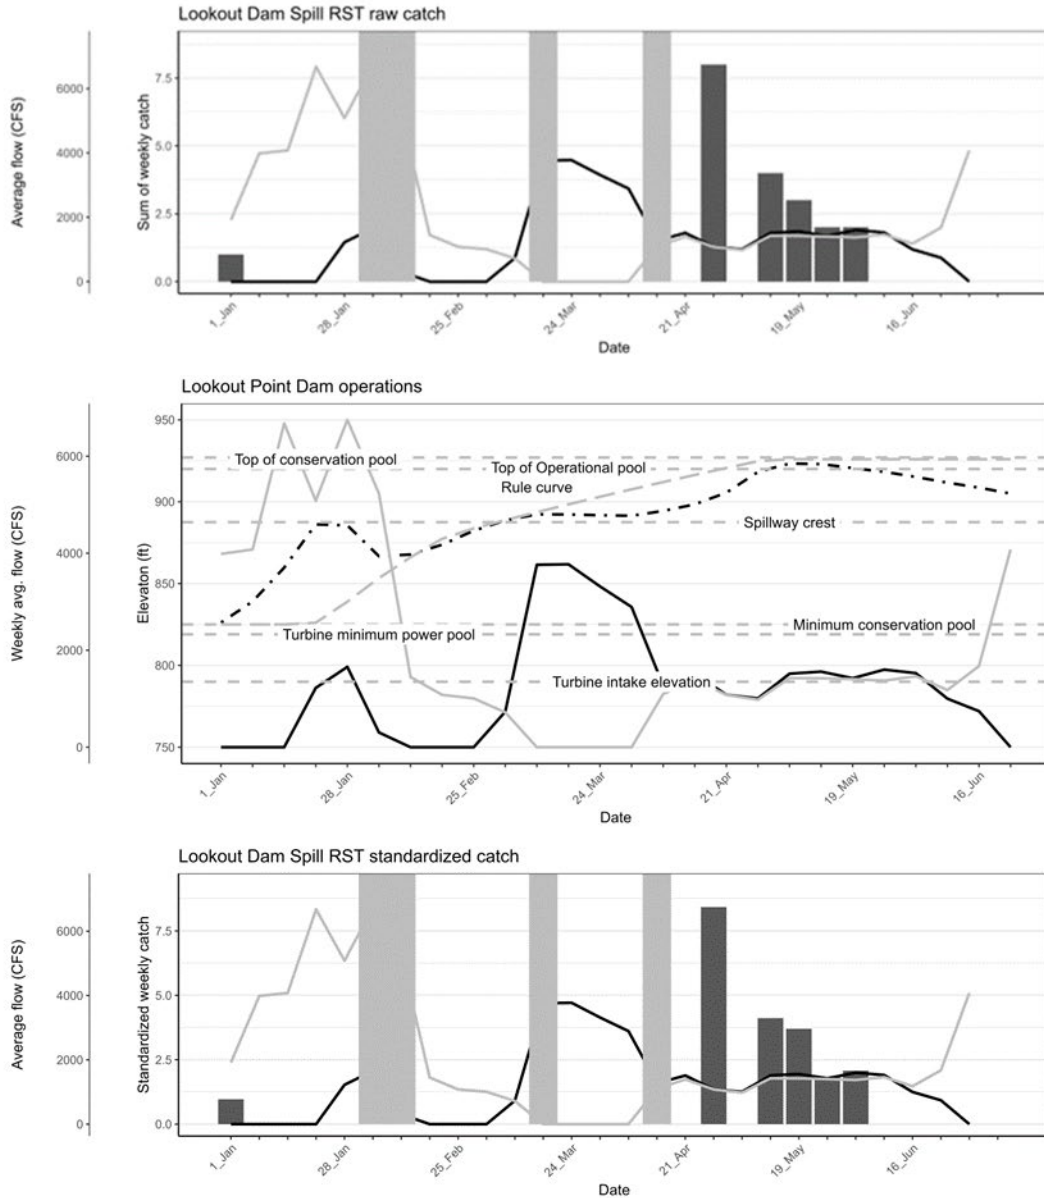 Lookout Dam Spill RST raw catch
Average flow (CFS)
6000
4000
2000
0
Sum of weekly catch
7.5
5.0
2.5
0.0
1_Jan
28_Jan
25_Feb
24_Mar
21_Apr
19_May
16_Jun
Date
Lookout Point Dam operations
Weekly avg. flow (CFS)
6000
4000
2000
0
Elevaton (ft)
950
900
850
800
750
Top of conservation pool
Top of Operational pool
Rule curve
Spillway crest
Turbine minimum power pool
Minimum conservation pool
Turbine intake elevation
1_Jan
28_Jan
25_Feb
24_Mar
21_Apr
19_May
16_Jun
Date
Lookout Dam Spill RST standardized catch
Average flow (CFS)
6000
4000
2000
0
Standardized weekly catch
7.5
5.0
2.5
0.0
1_Jan
28_Jan
25_Feb
24_Mar
21_Apr
19_May
16_Jun
Date